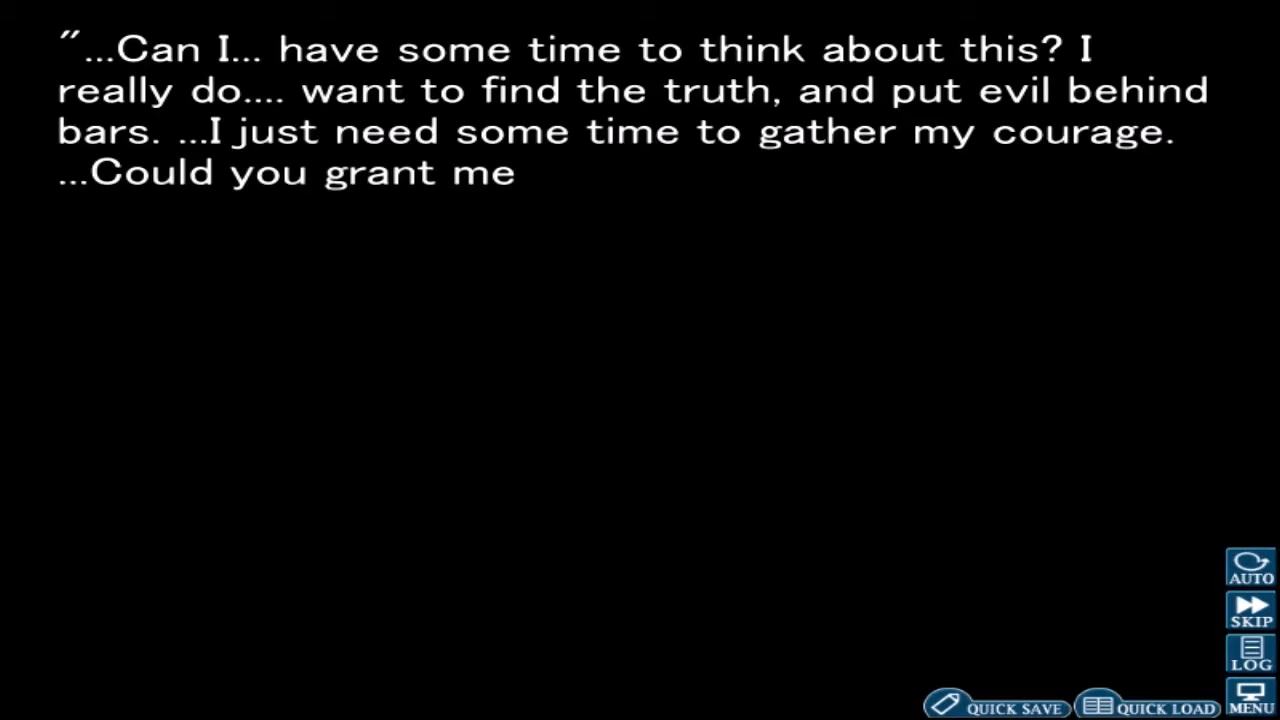 "...Can I... have some time to think about this? I
really do.... want to find the truth, and put evil behind
bars. ...I just need some time to gather my courage.
...Could you grant me
AUTO
SKIP
LOG
QUICK SAVE
QUICK LOAD
MENU